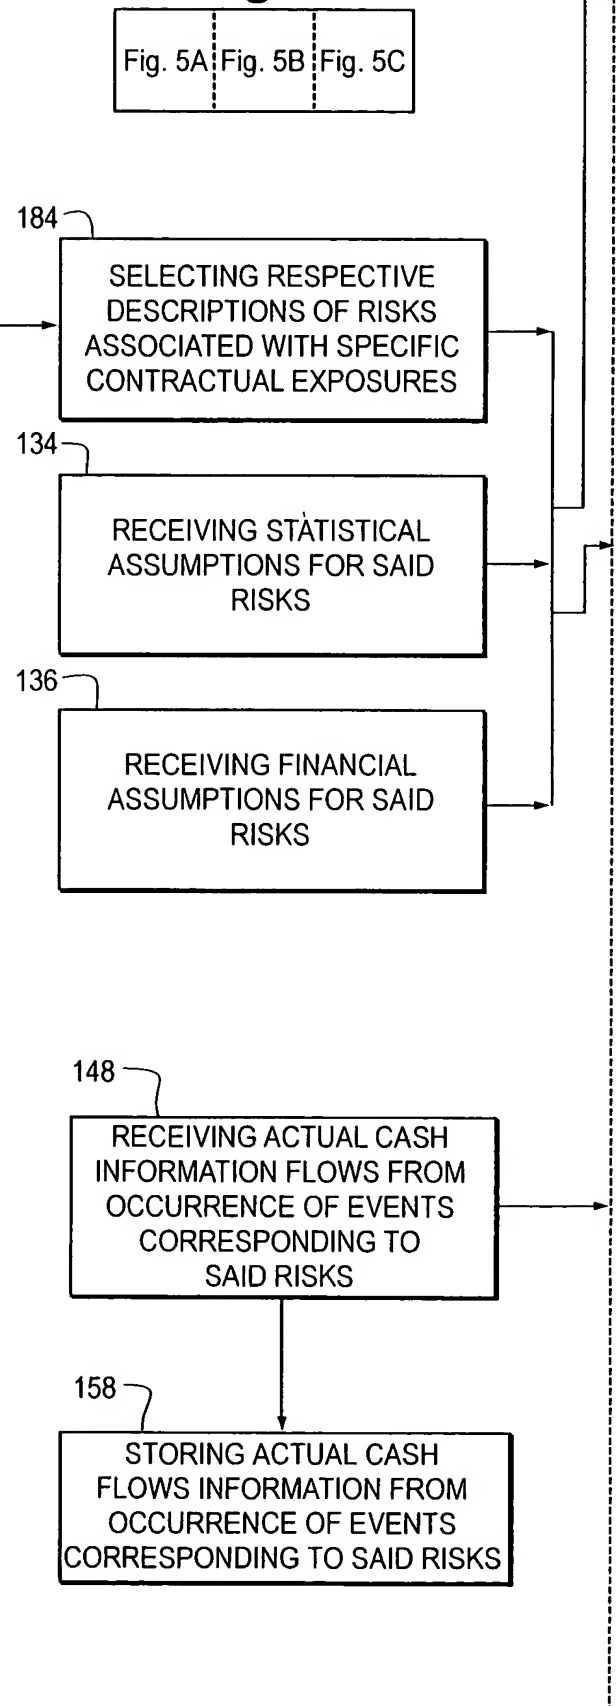 Fig. 5A Fig. 5B Fig. 5C
184
SELECTING RESPECTIVE
DESCRIPTIONS OF RISKS
ASSOCIATED WITH SPECIFIC
CONTRACTUAL EXPOSURES
134
RECEIVING STATISTICAL
ASSUMPTIONS FOR SAID
RISKS
136
RECEIVING FINANCIAL
ASSUMPTIONS FOR SAID
RISKS
148
RECEIVING ACTUAL CASH
INFORMATION FLOWS FROM
OCCURRENCE OF EVENTS
CORRESPONDING TO
SAID RISKS
158
STORING ACTUAL CASH
FLOWS INFORMATION FROM
OCCURRENCE OF EVENTS
CORRESPONDING TO SAID RISKS